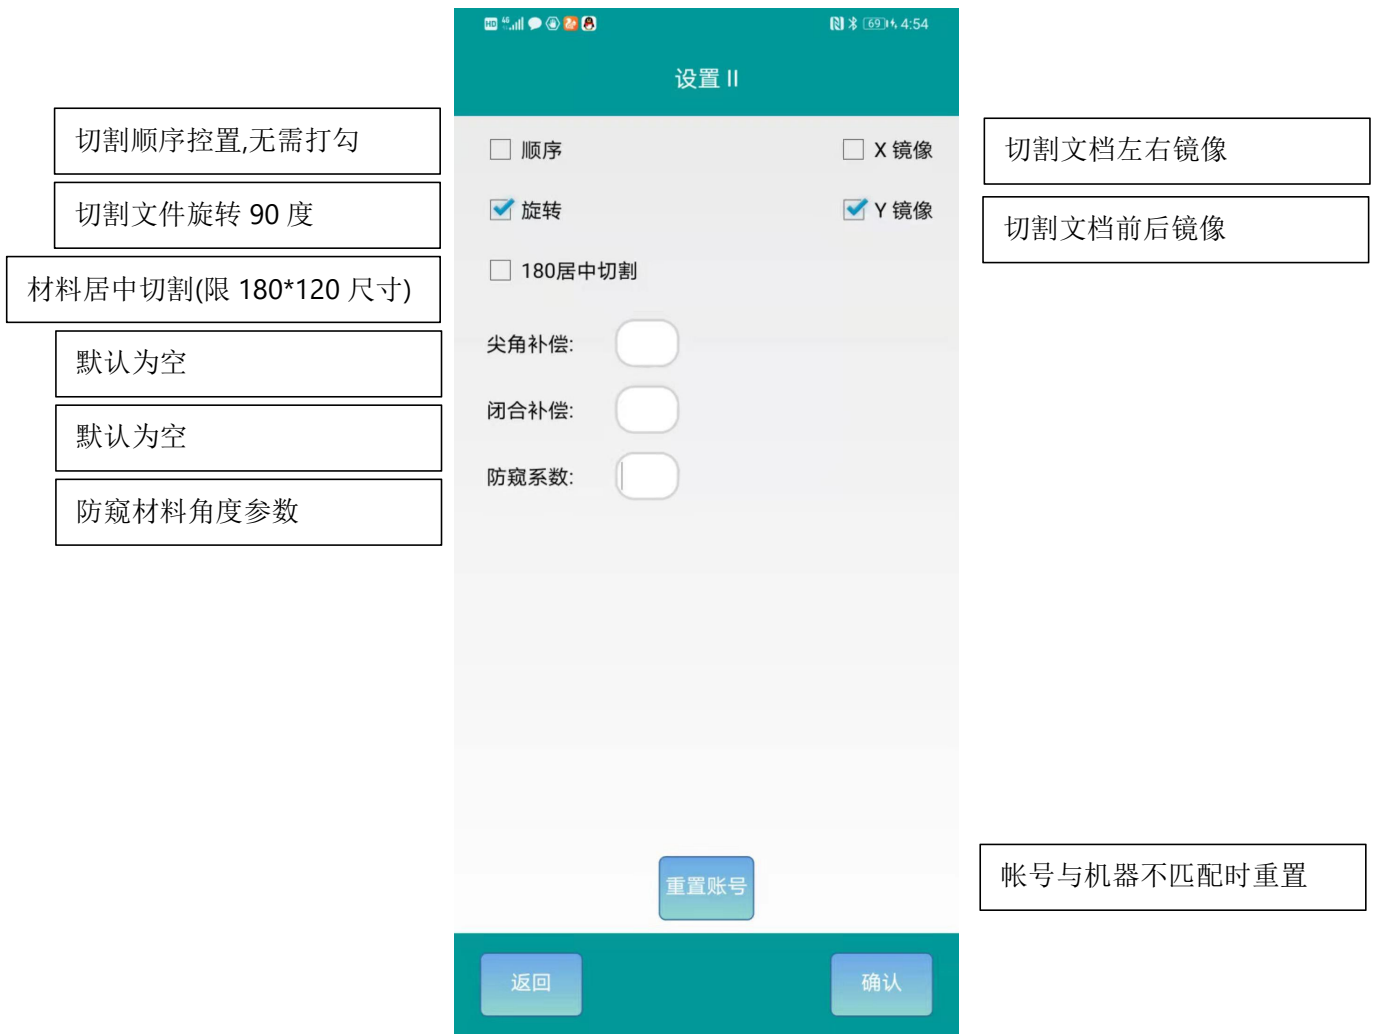 HD 4G 69 4:54
设置 II
切割顺序控置,无需打勾
顺序
X 镜像
切割文档左右镜像
切割文件旋转 90 度
旋转
Y 镜像
切割文档前后镜像
材料居中切割(限 180*120 尺寸)
180居中切割
默认为空
尖角补偿:
默认为空
闭合补偿:
防窥材料角度参数
防窥系数:
重置账号
帐号与机器不匹配时重置
返回
确认